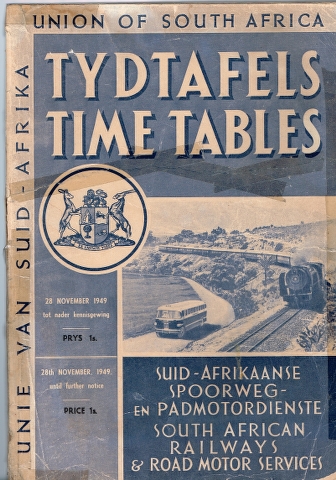 UNION OF SOUTH AFRICA
UNIE VAN SUID-AFRIKA
TYDTAFELS
TIME TABLES
28 NOVEMBER 1949
tot nader kennisgewing
PRYS 1s.
28th NOVEMBER, 1949,
until further notice
PRICE 1s.
SUID-AFRIKAANSE
SPOORWEG-
EN PADMOTORDIENSTE
SOUTH AFRICAN
RAILWAYS
& ROAD MOTOR SERVICES